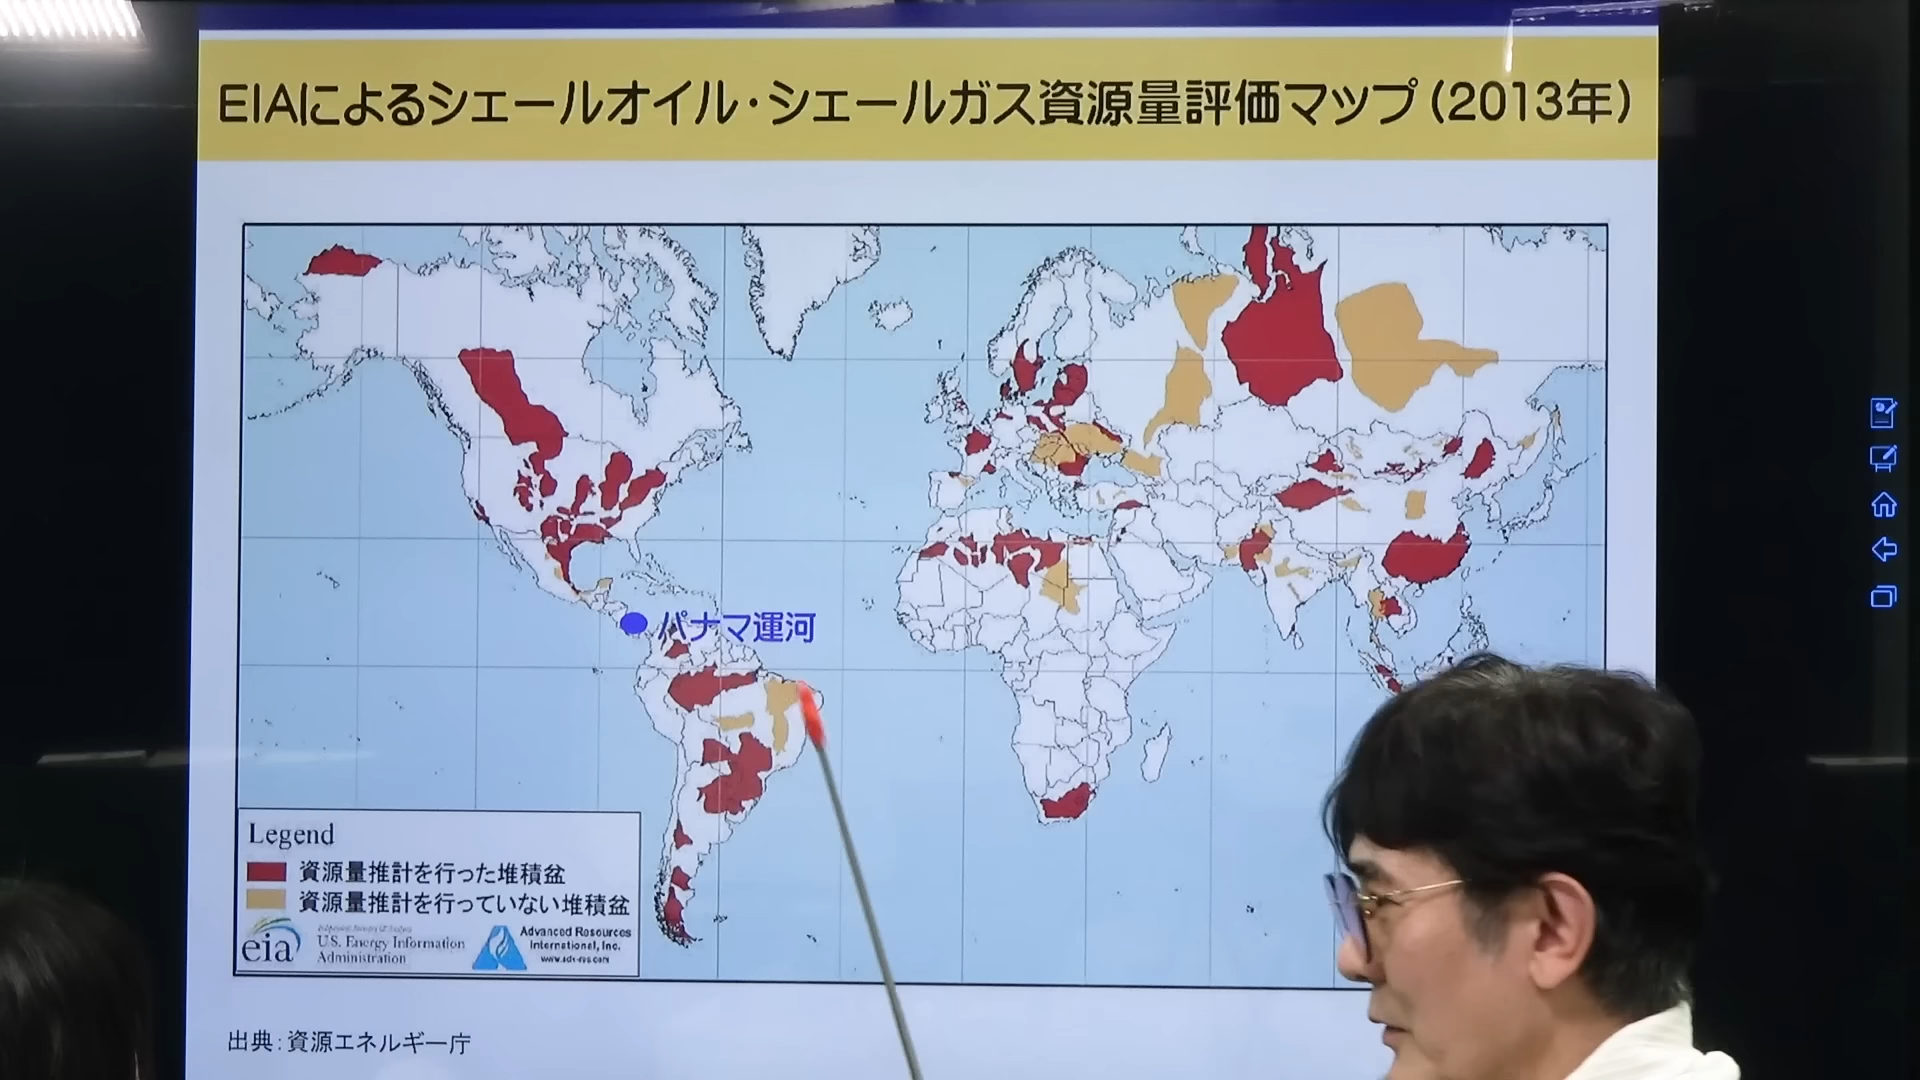 EIAによるシェールオイル・シェールガス資源量評価マップ（2013年）
パナマ運河
Legend
資源量推計を行った堆積盆
資源量推計を行っていない堆積盆
eia
U.S. Energy Information
Administration
Advanced Resources
International, Inc.
www.adv-res.com
出典：資源エネルギー庁